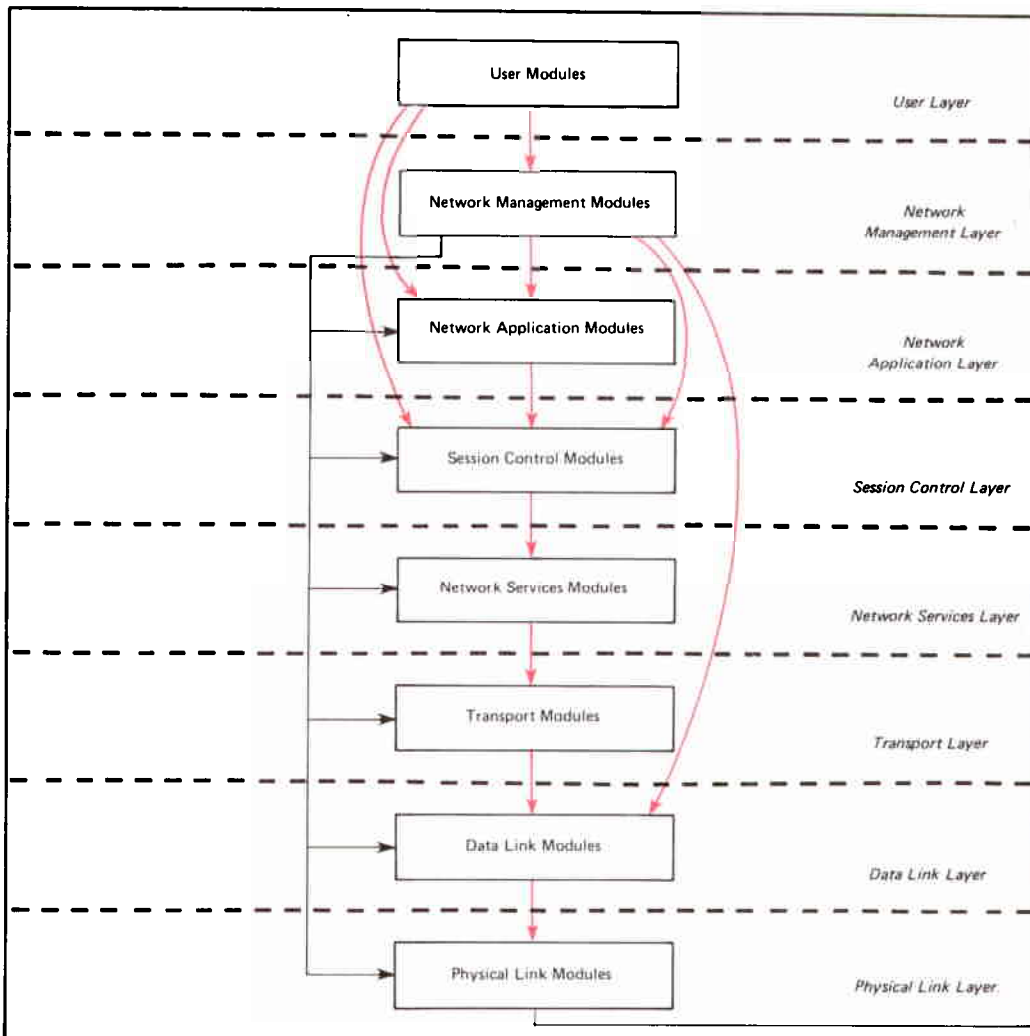 User Modules
User Layer
Network Management Modules
Network
Management Layer
Network Application Modules
Network
Application Layer
Session Control Modules
Session Control Layer
Network Services Modules
Network Services Layer
Transport Modules
Transport Layer
Data Link Modules
Data Link Layer
Physical Link Modules
Physical Link Layer